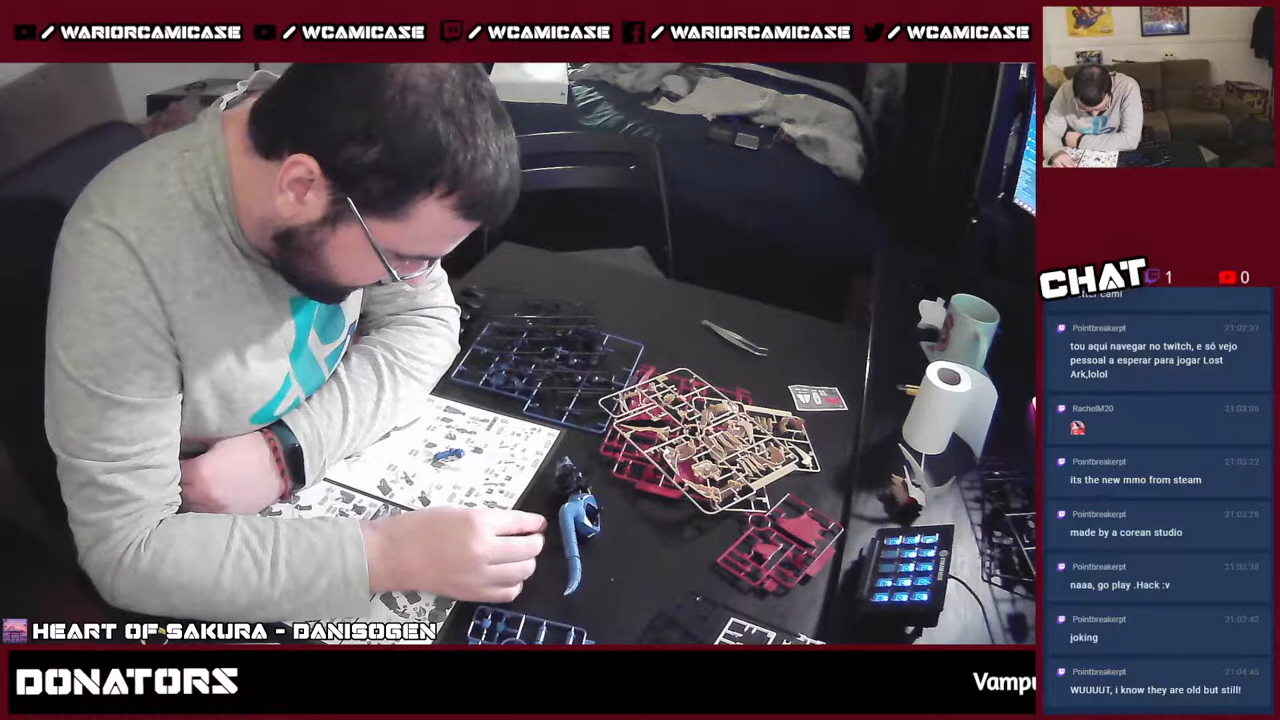 / WARIORCAMICASE / WCAMICASE / WCAMICASE / WARIORCAMICASE / WCAMICASE
CHAT 1 0
Pointbreakerpt 21:02:37
tou aqui navegar no twitch, e só vejo
pessoal a esperar para jogar Lost
Ark,lolol
RachelM20 21:03:06
Pointbreakerpt 21:03:22
its the new mmo from steam
Pointbreakerpt 21:03:29
made by a corean studio
Pointbreakerpt 21:03:38
naaa, go play .Hack :v
Pointbreakerpt 21:03:42
joking
Pointbreakerpt 21:04:46
WUUUUT, i know they are old but still!
HEART OF SAKURA - DANISOGEN
DONATORS